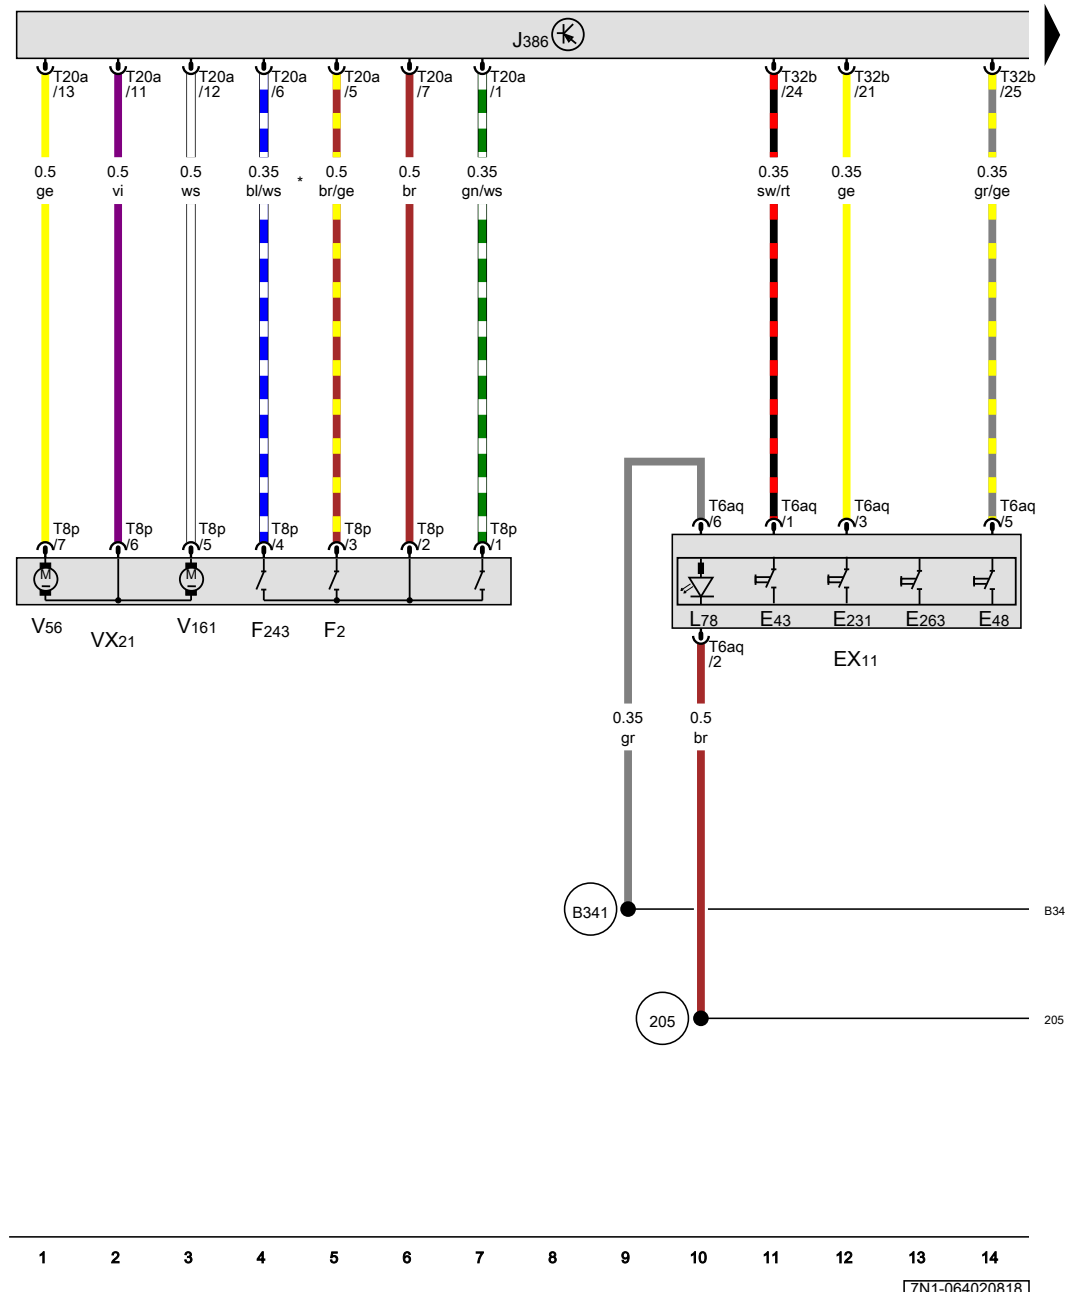 J386
T20a T20a T20a T20a T20a T20a T20a T32b T32b T32b
/13 /11 /12 /6 /5 /7 /1 /24 /21 /25
0.5 0.5 0.5 0.35 * 0.5 0.5 0.35 0.35 0.35 0.35
ge vi ws bl/ws br/ge br gn/ws sw/rt ge gr/ge
T6aq T6aq T6aq T6aq
/6 /1 /3 /5
T8p T8p T8p T8p T8p T8p T8p
/7 /6 /5 /4 /3 /2 /1
M M
L78 E43 E231 E263 E48
V56 VX21 V161 F243 F2
T6aq
/2
EX11
0.35 0.5
gr br
B341 B34
205 205
1 2 3 4 5 6 7 8 9 10 11 12 13 14
7N1-064020818